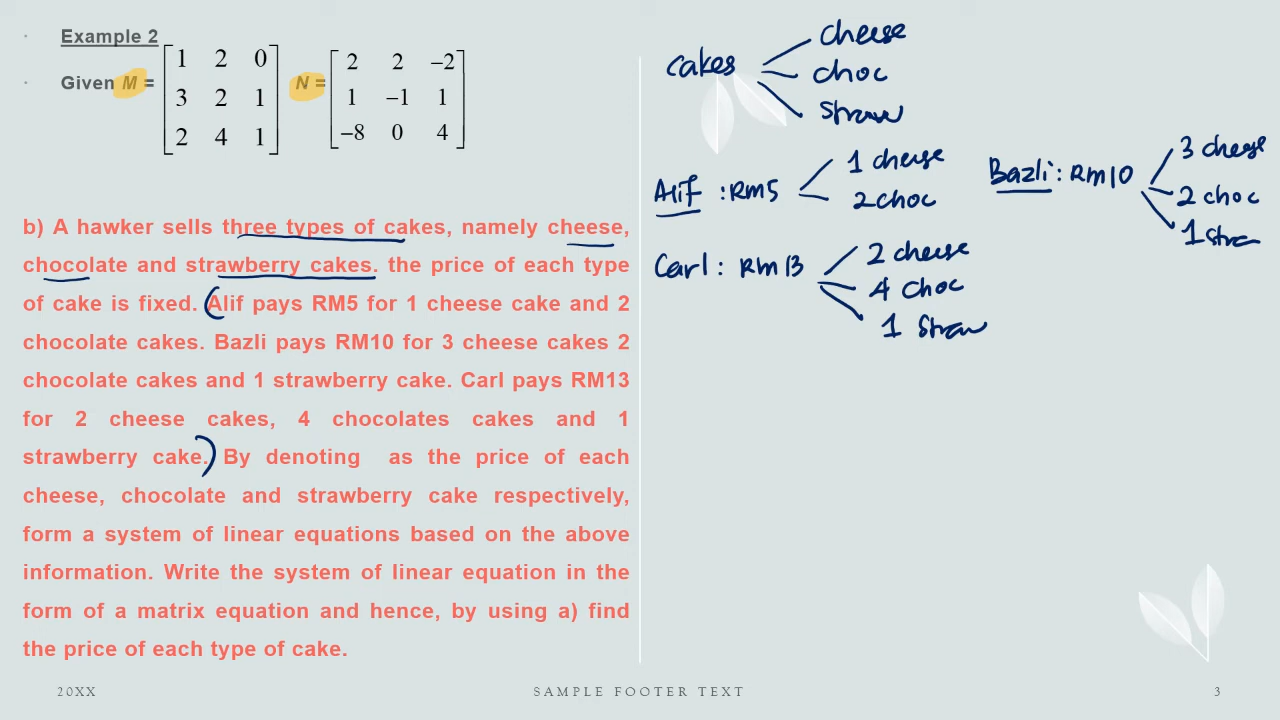 Example 2
Given M = [1 2 0
3 2 1
2 4 1] N = [2 2 −2
1 −1 1
−8 0 4]
b) A hawker sells three types of cakes, namely cheese,
chocolate and strawberry cakes. the price of each type
of cake is fixed. (Alif pays RM5 for 1 cheese cake and 2
chocolate cakes. Bazli pays RM10 for 3 cheese cakes 2
chocolate cakes and 1 strawberry cake. Carl pays RM13
for 2 cheese cakes, 4 chocolates cakes and 1
strawberry cake.) By denoting as the price of each
cheese, chocolate and strawberry cake respectively,
form a system of linear equations based on the above
information. Write the system of linear equation in the
form of a matrix equation and hence, by using a) find
the price of each type of cake.
cakes
cheese
choc
straw
Alif : RM5
1 cheese
2 choc
Bazli : RM10
3 cheese
2 choc
1 stra
Carl : RM 13
2 cheese
4 choc
1 straw
20XX
SAMPLE FOOTER TEXT
3